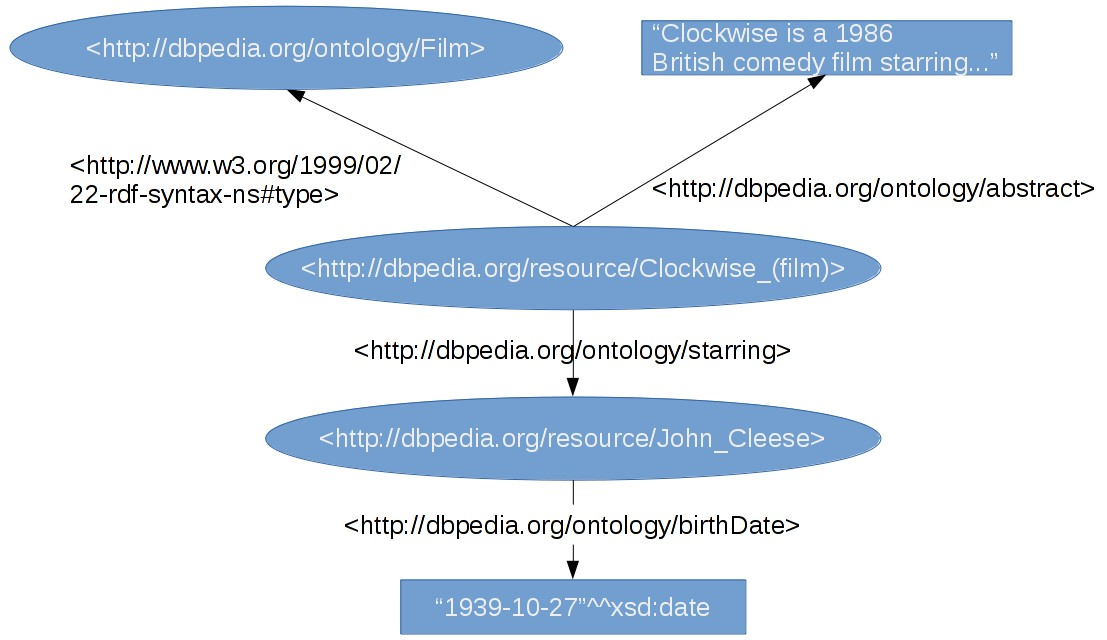 <http://dbpedia.org/ontology/Film>
“Clockwise is a 1986
British comedy film starring...”
<http://www.w3.org/1999/02/
22-rdf-syntax-ns#type>
<http://dbpedia.org/ontology/abstract>
<http://dbpedia.org/resource/Clockwise_(film)>
<http://dbpedia.org/ontology/starring>
<http://dbpedia.org/resource/John_Cleese>
<http://dbpedia.org/ontology/birthDate>
“1939-10-27”^^xsd:date